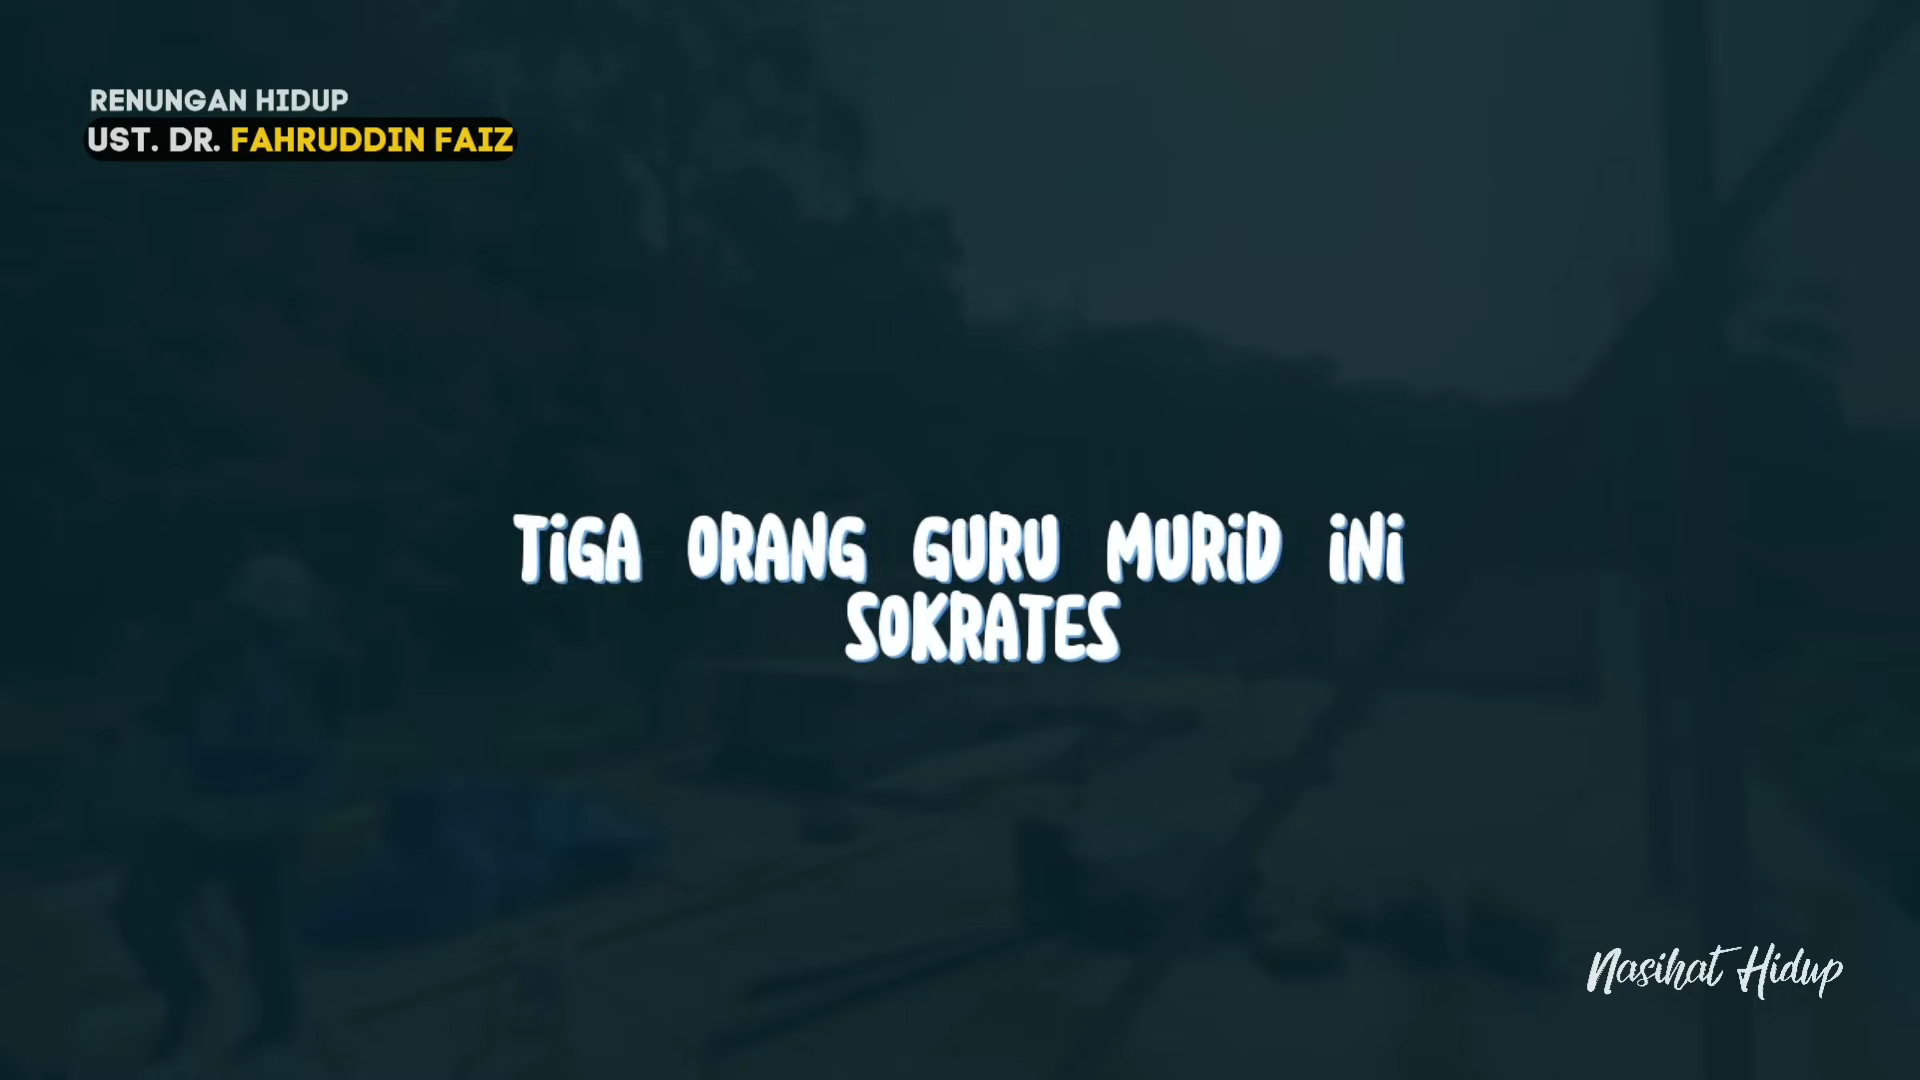 RENUNGAN HIDUP
UST. DR. FAHRUDDIN FAIZ
TiGA ORANG GURU MURiD iNi
SOKRATES
Nasihat Hidup